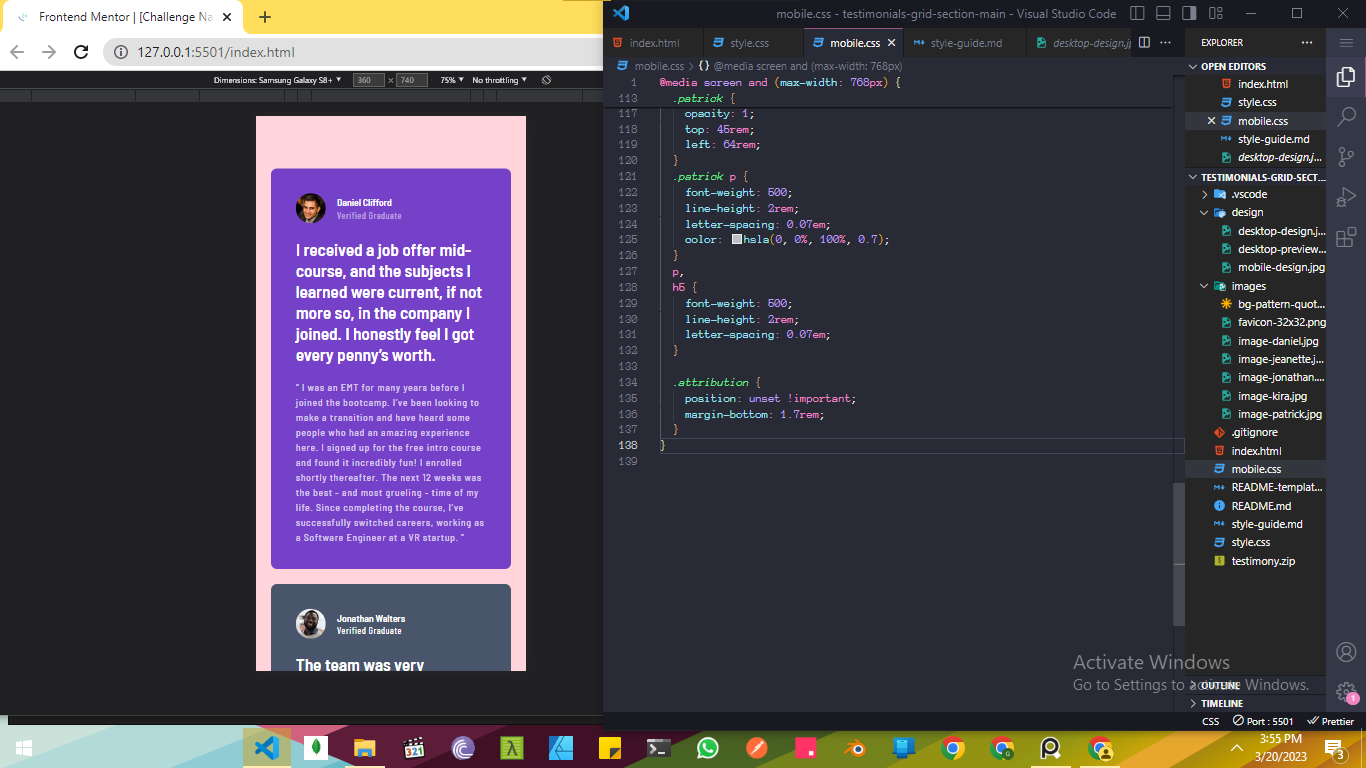 Frontend Mentor | [Challenge Na
127.0.0.1:5501/index.html
Dimensions: Samsung Galaxy S8+ ▼ 360 × 740 75% ▼ No throttling ▼
Daniel Clifford
Verified Graduate
I received a job offer mid-
course, and the subjects I
learned were current, if not
more so, in the company I
joined. I honestly feel I got
every penny’s worth.
“ I was an EMT for many years before I
joined the bootcamp. I’ve been looking to
make a transition and have heard some
people who had an amazing experience
here. I signed up for the free intro course
and found it incredibly fun! I enrolled
shortly thereafter. The next 12 weeks was
the best - and most grueling - time of my
life. Since completing the course, I’ve
successfully switched careers, working as
a Software Engineer at a VR startup. ”
Jonathan Walters
Verified Graduate
The team was very
mobile.css - testimonials-grid-section-main - Visual Studio Code
index.html style.css mobile.css style-guide.md desktop-design.j
mobile.css > {} @media screen and (max-width: 768px)
1 @media screen and (max-width: 768px) {
113 .patrick {
117 opacity: 1;
118 top: 45rem;
119 left: 64rem;
120 }
121 .patrick p {
122 font-weight: 500;
123 line-height: 2rem;
124 letter-spacing: 0.07em;
125 color: hsla(0, 0%, 100%, 0.7);
126 }
127 p,
128 h5 {
129 font-weight: 500;
130 line-height: 2rem;
131 letter-spacing: 0.07em;
132 }
133
134 .attribution {
135 position: unset !important;
136 margin-bottom: 1.7rem;
137 }
138 }
139
EXPLORER
OPEN EDITORS
index.html
style.css
mobile.css
style-guide.md
desktop-design.j...
TESTIMONIALS-GRID-SECT...
.vscode
design
desktop-design.j...
desktop-preview...
mobile-design.jpg
images
bg-pattern-quot...
favicon-32x32.png
image-daniel.jpg
image-jeanette.j...
image-jonathan....
image-kira.jpg
image-patrick.jpg
.gitignore
index.html
mobile.css
README-templat...
README.md
style-guide.md
style.css
testimony.zip
OUTLINE
TIMELINE
Activate Windows
Go to Settings to activate Windows.
1
CSS Port : 5501 Prettier
321
3:55 PM
3/20/2023
3